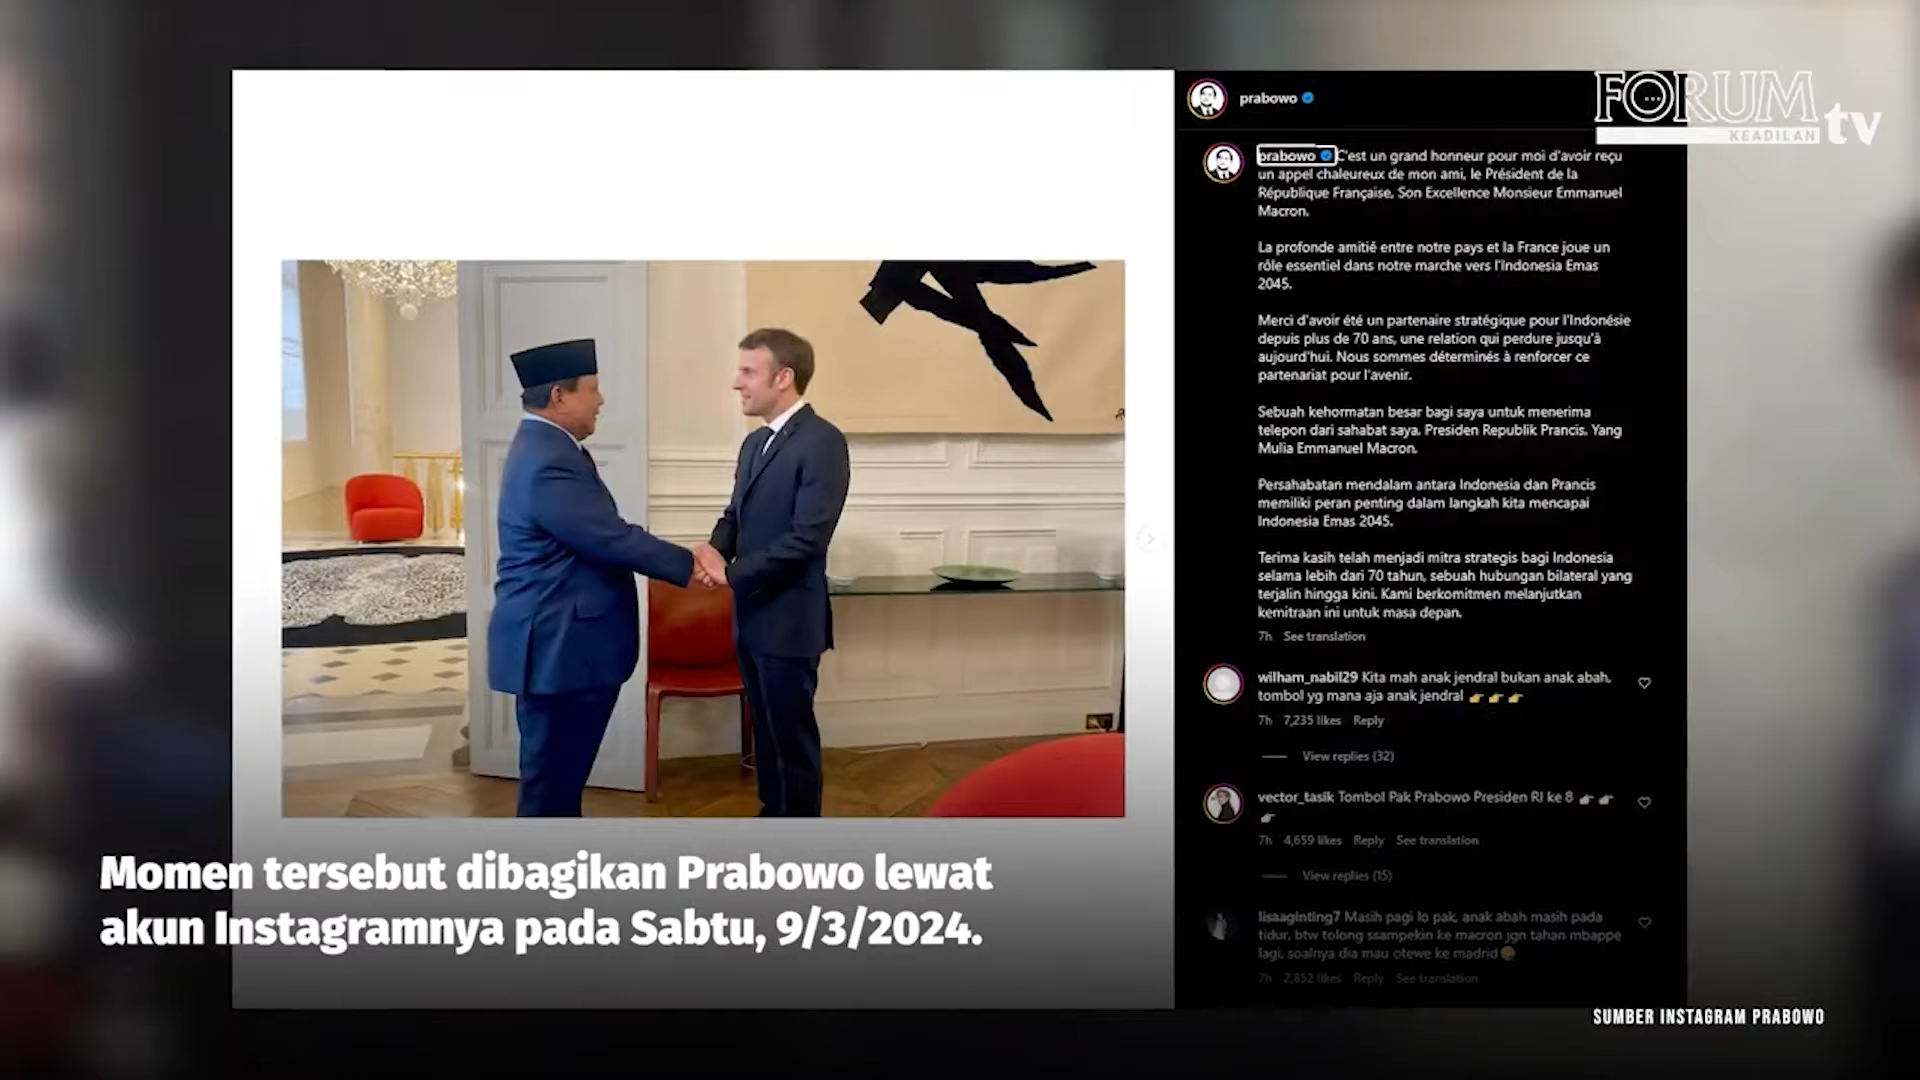 FORUM
KEADILAN
tv
prabowo
prabowo C'est un grand honneur pour moi d'avoir reçu
un appel chaleureux de mon ami, le Président de la
République Française, Son Excellence Monsieur Emmanuel
Macron.
La profonde amitié entre notre pays et la France joue un
rôle essentiel dans notre marche vers l'Indonesia Emas
2045.
Merci d'avoir été un partenaire stratégique pour l'Indonésie
depuis plus de 70 ans, une relation qui perdure jusqu'à
aujourd'hui. Nous sommes déterminés à renforcer ce
partenariat pour l'avenir.
Sebuah kehormatan besar bagi saya untuk menerima
telepon dari sahabat saya, Presiden Republik Prancis, Yang
Mulia Emmanuel Macron.
Persahabatan mendalam antara Indonesia dan Prancis
memiliki peran penting dalam langkah kita mencapai
Indonesia Emas 2045.
Terima kasih telah menjadi mitra strategis bagi Indonesia
selama lebih dari 70 tahun, sebuah hubungan bilateral yang
terjalin hingga kini. Kami berkomitmen melanjutkan
kemitraan ini untuk masa depan.
7h See translation
wilham_nabil29 Kita mah anak jendral bukan anak abah,
tombol yg mana aja anak jendral 👉 👉 👉
7h 7,235 likes Reply
View replies (32)
vector_tasik Tombol Pak Prabowo Presiden RI ke 8 👉🏻 👉🏻
👉🏻
7h 4,659 likes Reply See translation
View replies (15)
lisaaginting7 Masih pagi lo pak, anak abah masih pada
tidur, btw tolong ssampekin ke macron jgn tahan mbappe
lagi, soalnya dia mau otewe ke madrid
7h 2,852 likes Reply See translation
Momen tersebut dibagikan Prabowo lewat
akun Instagramnya pada Sabtu, 9/3/2024.
SUMBER INSTAGRAM PRABOWO